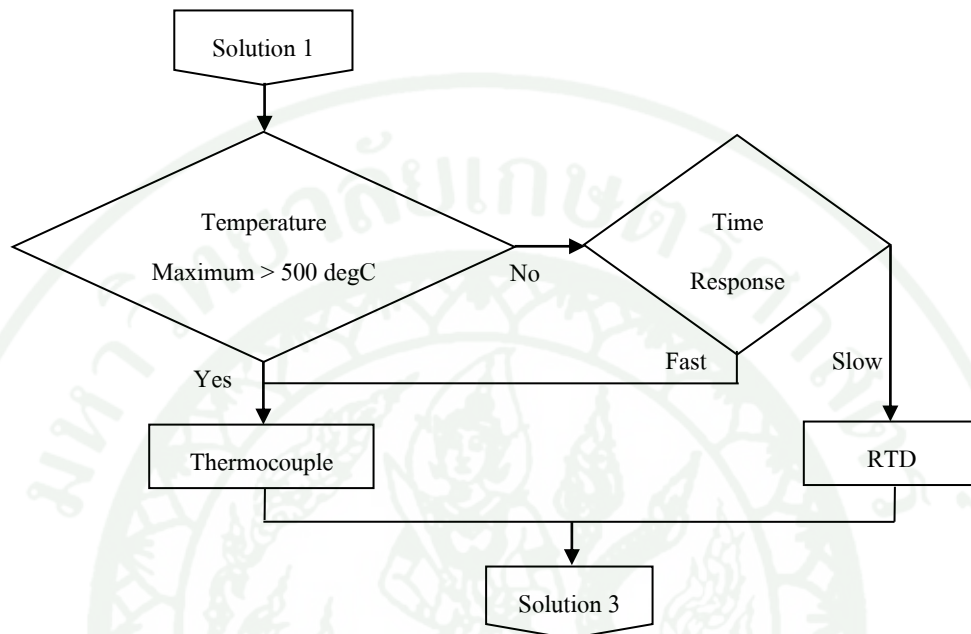 Solution 1
Temperature
Maximum > 500 degC
Time
Response
No
Yes
Fast
Slow
Thermocouple
RTD
Solution 3